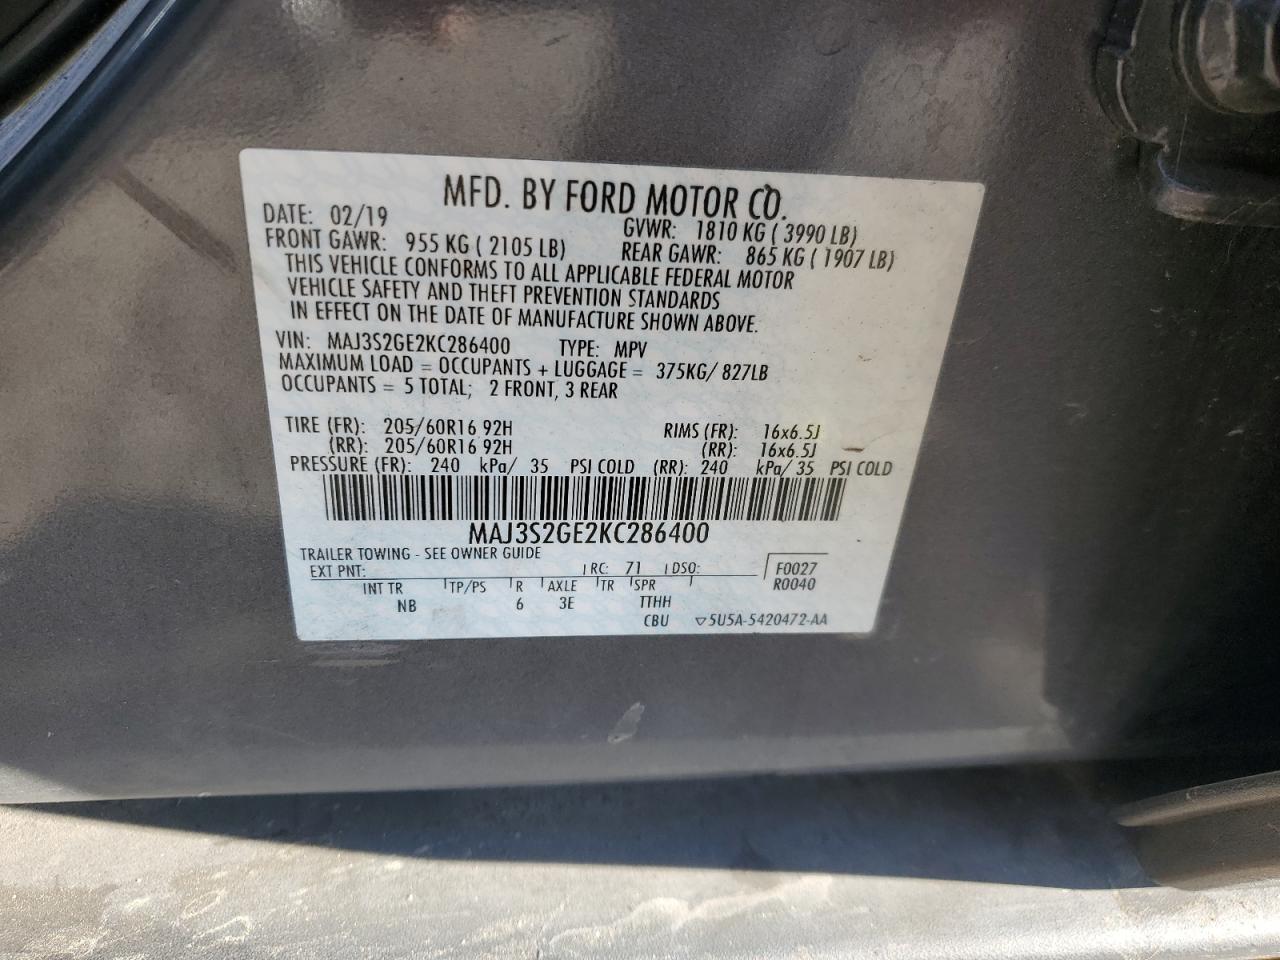 MFD. BY FORD MOTOR CO.
DATE: 02/19 GVWR: 1810 KG ( 3990 LB)
FRONT GAWR: 955 KG ( 2105 LB) REAR GAWR: 865 KG ( 1907 LB)
THIS VEHICLE CONFORMS TO ALL APPLICABLE FEDERAL MOTOR
VEHICLE SAFETY AND THEFT PREVENTION STANDARDS
IN EFFECT ON THE DATE OF MANUFACTURE SHOWN ABOVE.
VIN: MAJ3S2GE2KC286400 TYPE: MPV
MAXIMUM LOAD = OCCUPANTS + LUGGAGE = 375KG/ 827LB
OCCUPANTS = 5 TOTAL; 2 FRONT, 3 REAR
TIRE (FR): 205/60R16 92H RIMS (FR): 16x6.5J
(RR): 205/60R16 92H (RR): 16x6.5J
PRESSURE (FR): 240 kPa/ 35 PSI COLD (RR): 240 kPa/ 35 PSI COLD
MAJ3S2GE2KC286400
TRAILER TOWING - SEE OWNER GUIDE
EXT PNT: RC: 71 DSO: F0027
INT TR TP/PS R AXLE TR SPR R0040
NB 6 3E TTHH
CBU ▽5U5A-5420472-AA